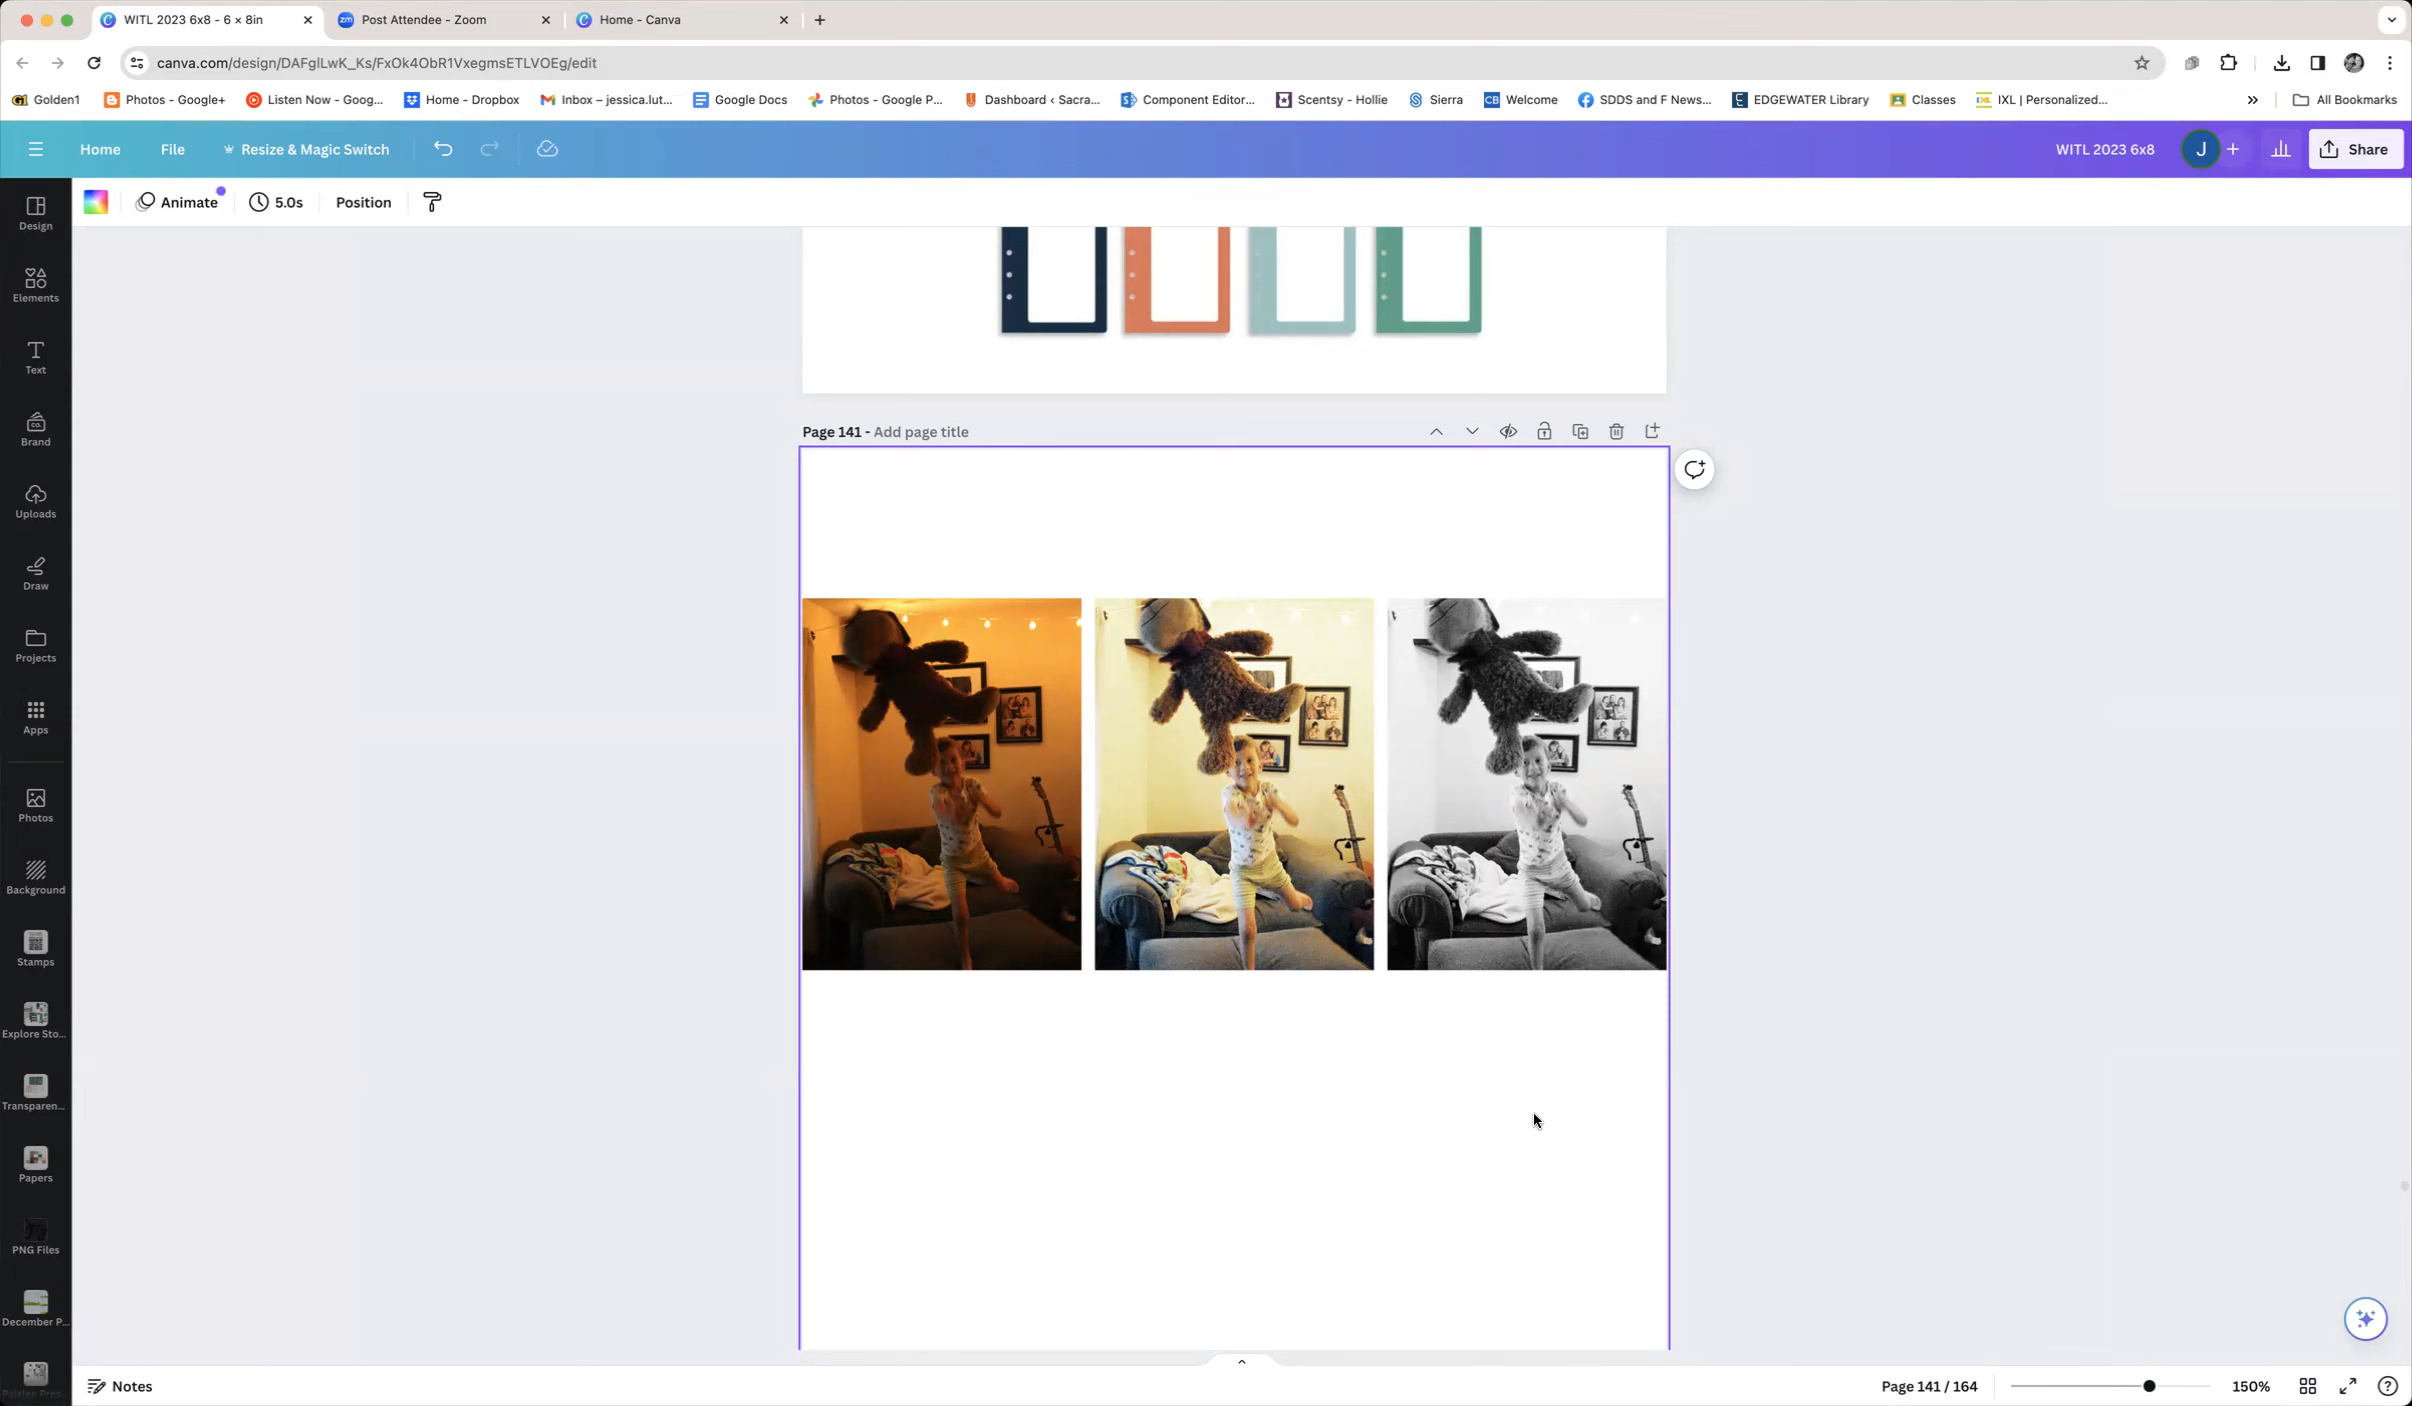 WITL 2023 6x8 - 6 × 8in
Post Attendee - Zoom
Home - Canva
canva.com/design/DAFglLwK_Ks/FxOk4ObR1VxegmsETLVOEg/edit
Golden1
Photos - Google+
Listen Now - Goog...
Home - Dropbox
Inbox – jessica.lut...
Google Docs
Photos - Google P...
Dashboard ‹ Sacra...
Component Editor...
Scentsy - Hollie
Sierra
Welcome
SDDS and F News...
EDGEWATER Library
Classes
IXL | Personalized...
All Bookmarks
Home
File
Resize & Magic Switch
WITL 2023 6x8
J
Share
Animate
5.0s
Position
Design
Elements
Text
Brand
Uploads
Draw
Projects
Apps
Photos
Background
Stamps
Explore Sto...
Transparen...
Papers
PNG Files
December P...
Page 141 - Add page title
Notes
Page 141 / 164
150%